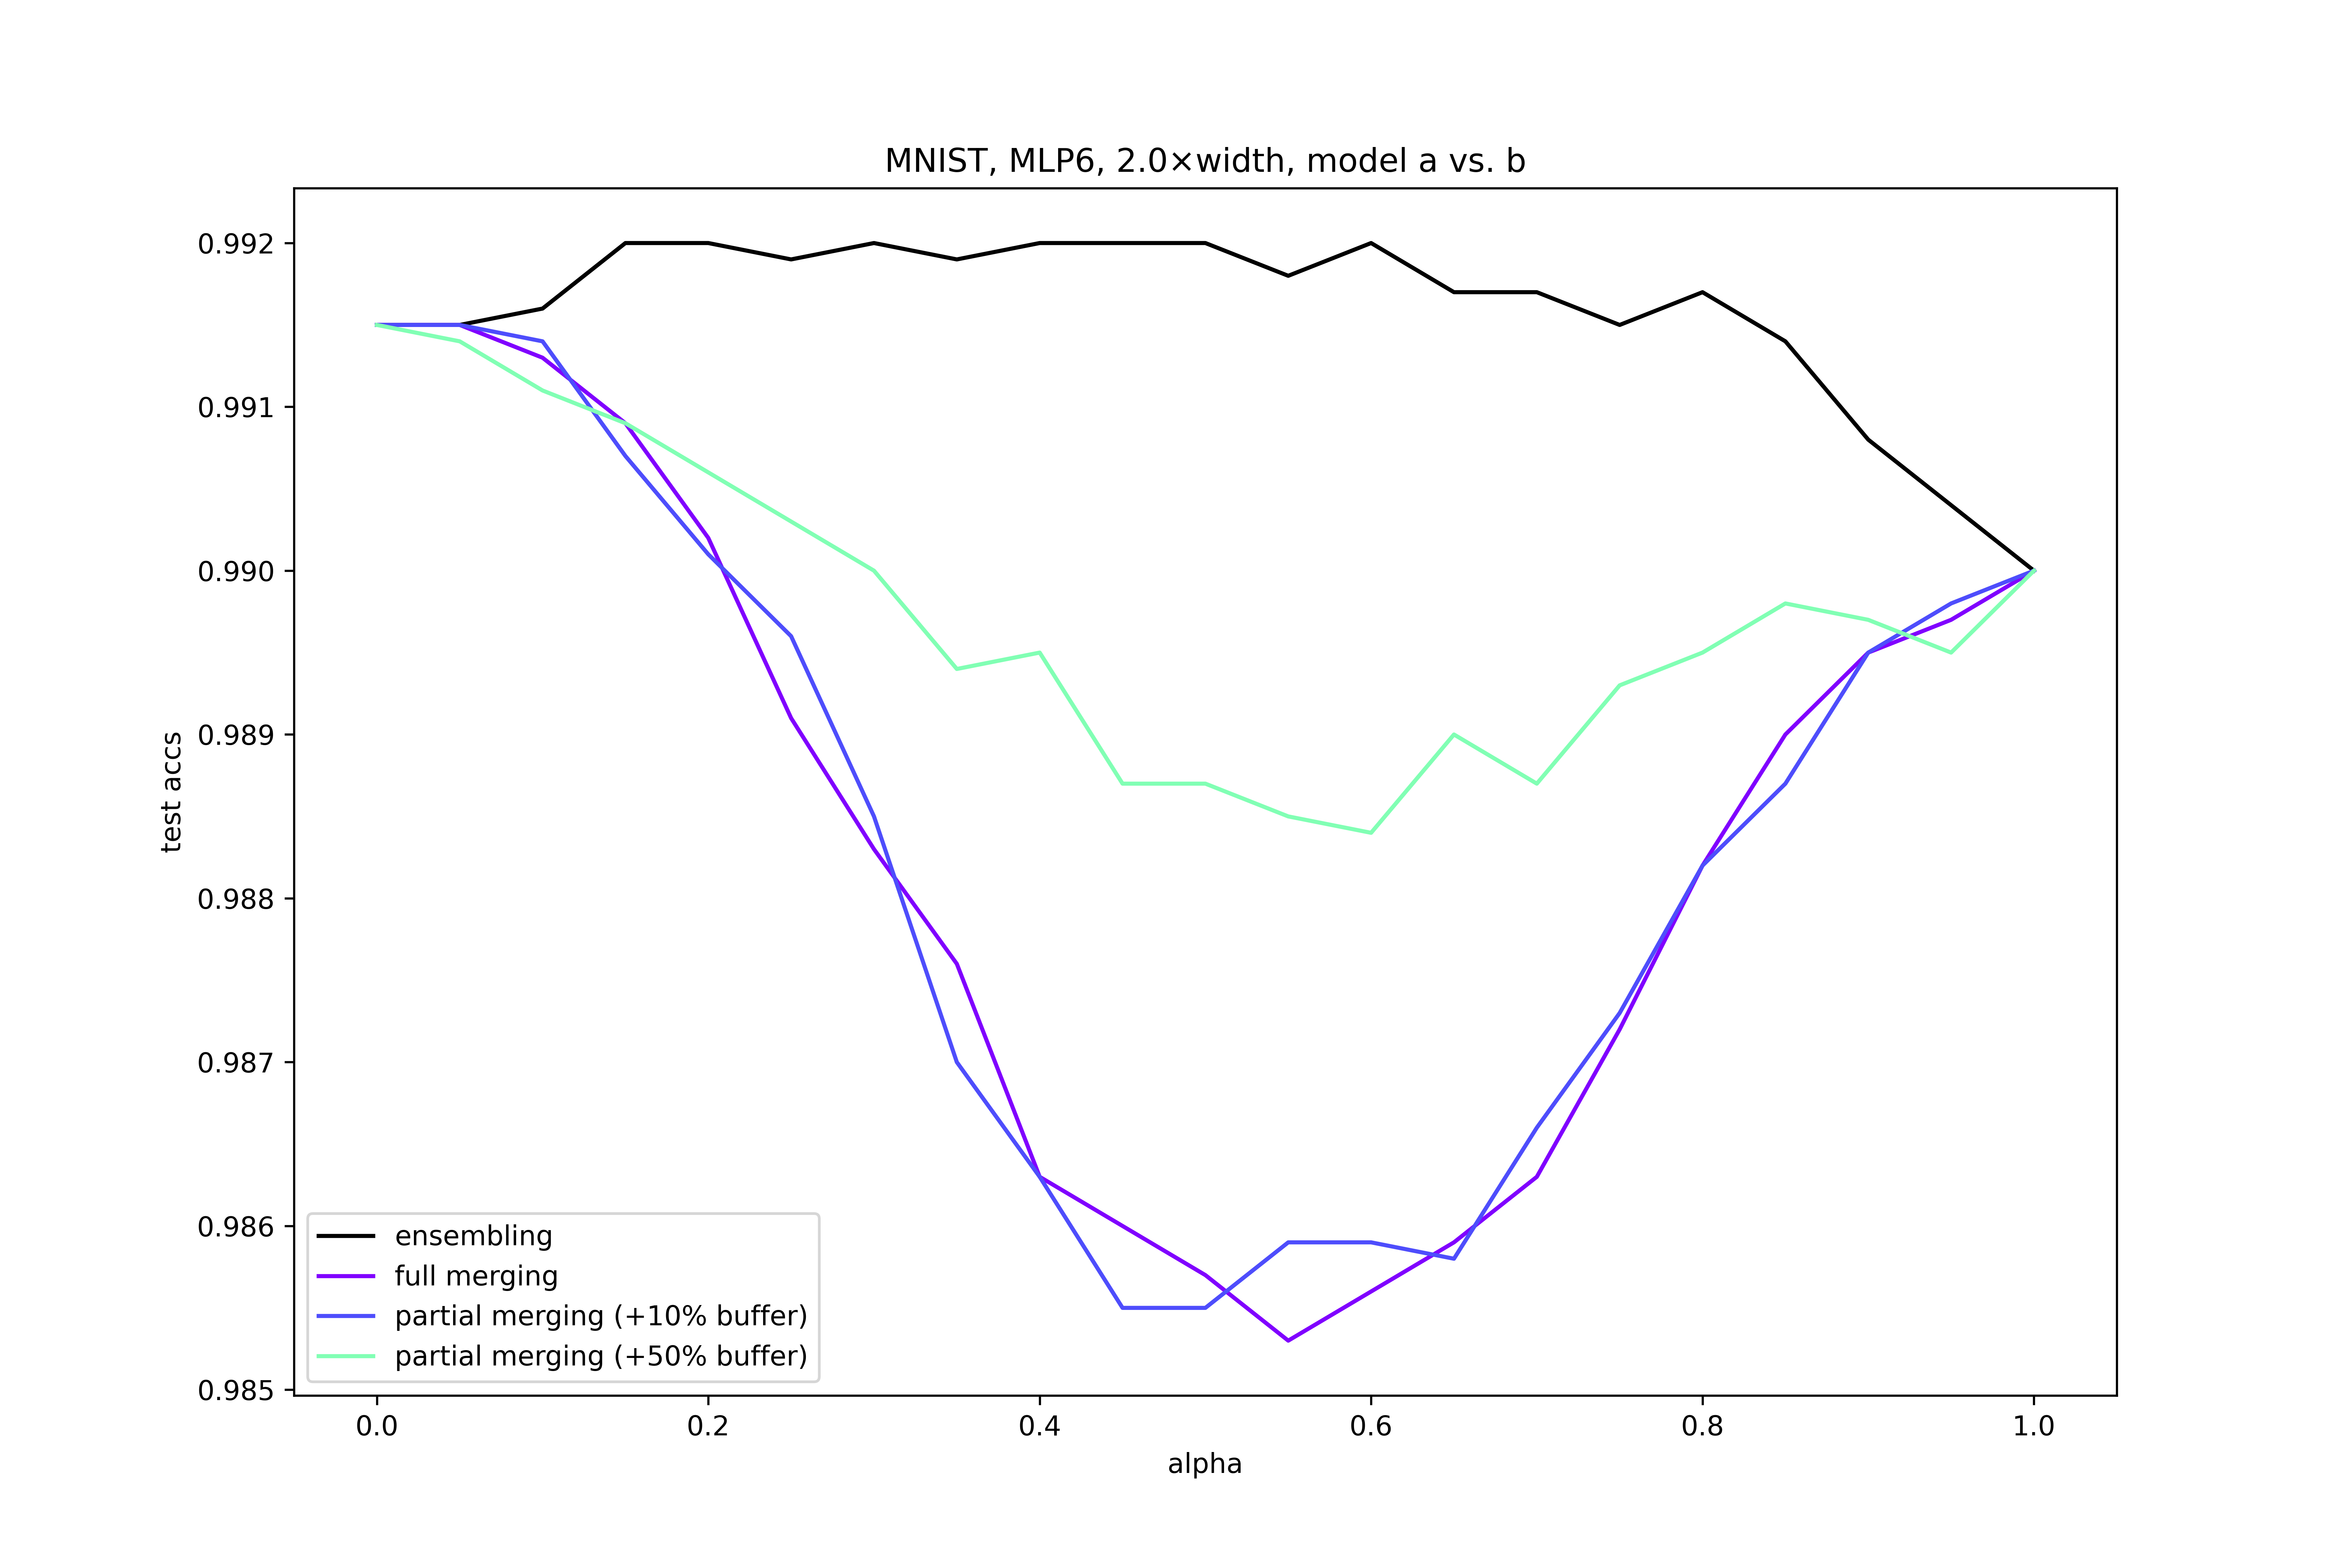 MNIST, MLP6, 2.0×width, model a vs. b
0.992
0.991
0.990
0.989
0.988
0.987
0.986
0.985
test accs
ensembling
full merging
partial merging (+10% buffer)
partial merging (+50% buffer)
0.0 0.2 0.4 0.6 0.8 1.0
alpha